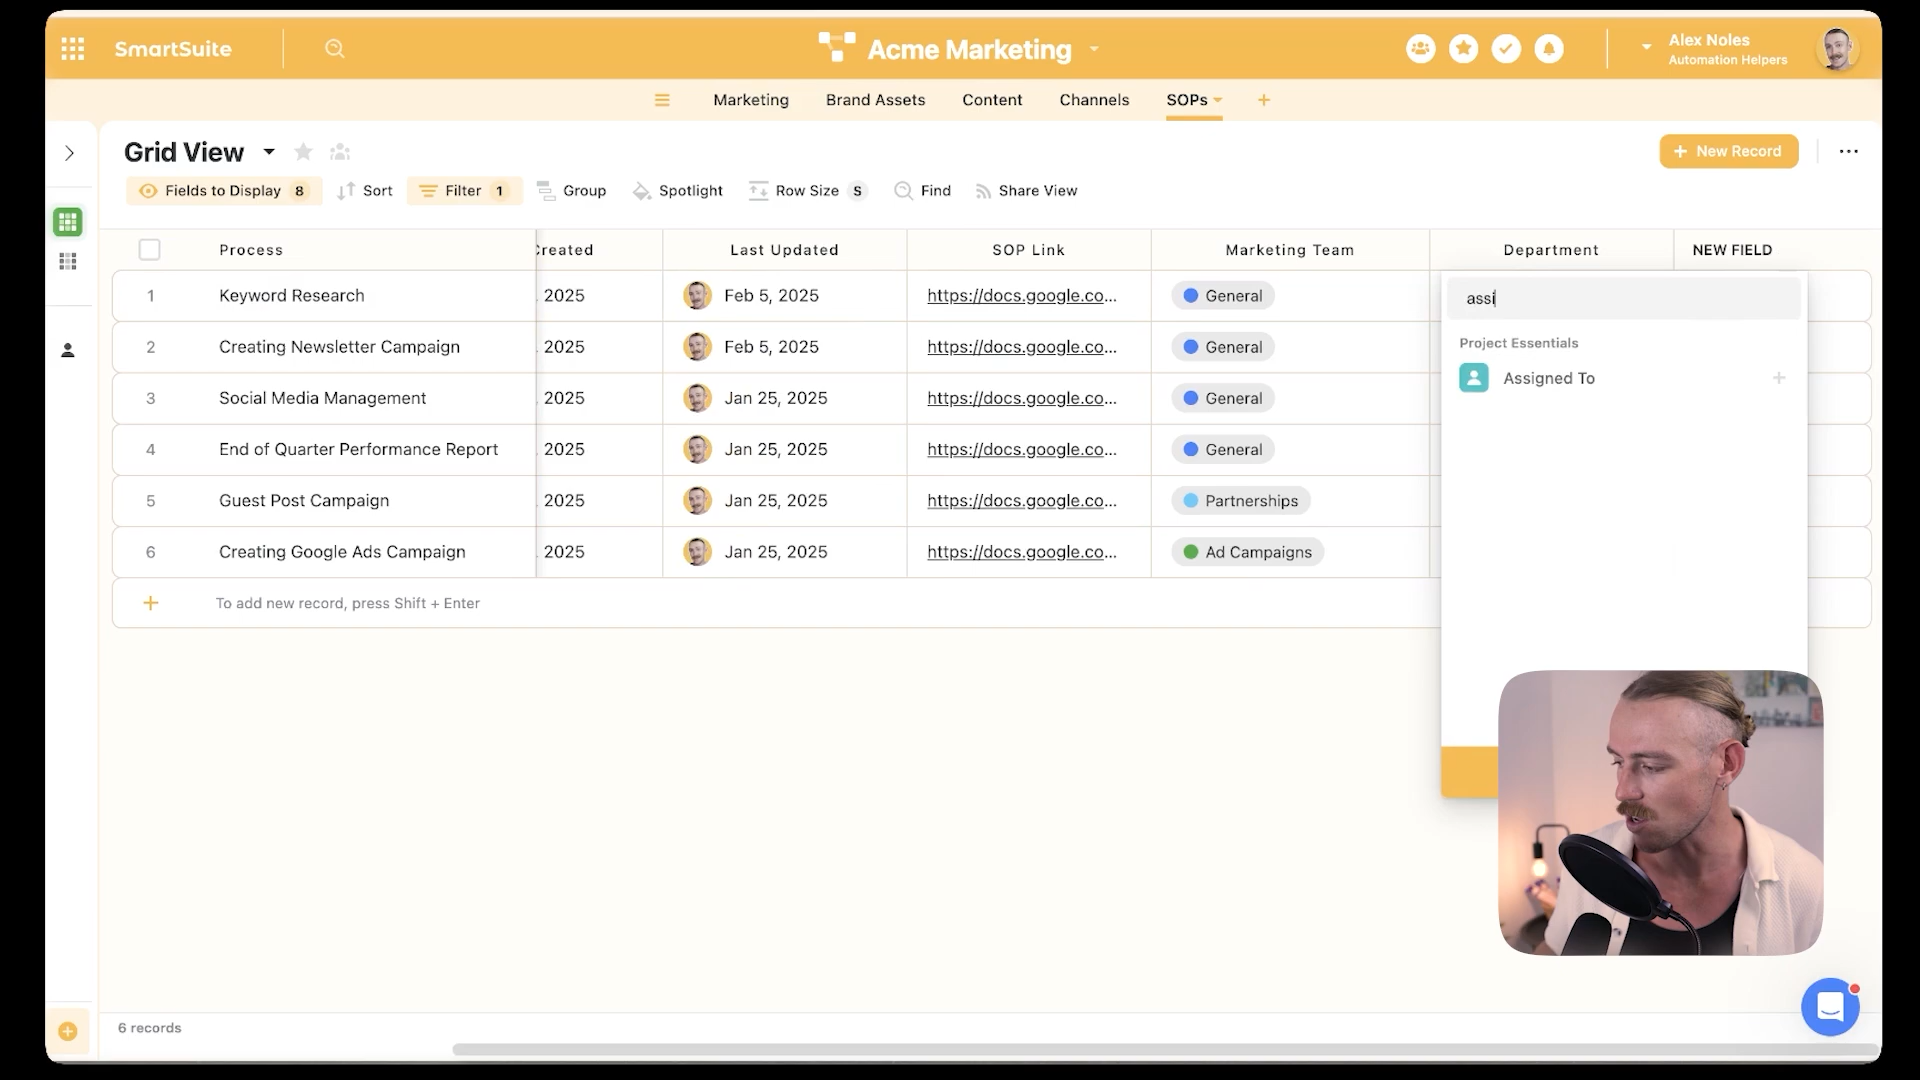 SmartSuite
Acme Marketing
Alex Noles
Automation Helpers
Marketing
Brand Assets
Content
Channels
SOPs
Grid View
New Record
Fields to Display 8
Sort
Filter 1
Group
Spotlight
Row Size S
Find
Share View
Process
Created
Last Updated
SOP Link
Marketing Team
Department
NEW FIELD
1 Keyword Research 2025 Feb 5, 2025 https://docs.google.co... General
2 Creating Newsletter Campaign 2025 Feb 5, 2025 https://docs.google.co... General
3 Social Media Management 2025 Jan 25, 2025 https://docs.google.co... General
4 End of Quarter Performance Report 2025 Jan 25, 2025 https://docs.google.co... General
5 Guest Post Campaign 2025 Jan 25, 2025 https://docs.google.co... Partnerships
6 Creating Google Ads Campaign 2025 Jan 25, 2025 https://docs.google.co... Ad Campaigns
To add new record, press Shift + Enter
assi
Project Essentials
Assigned To
6 records